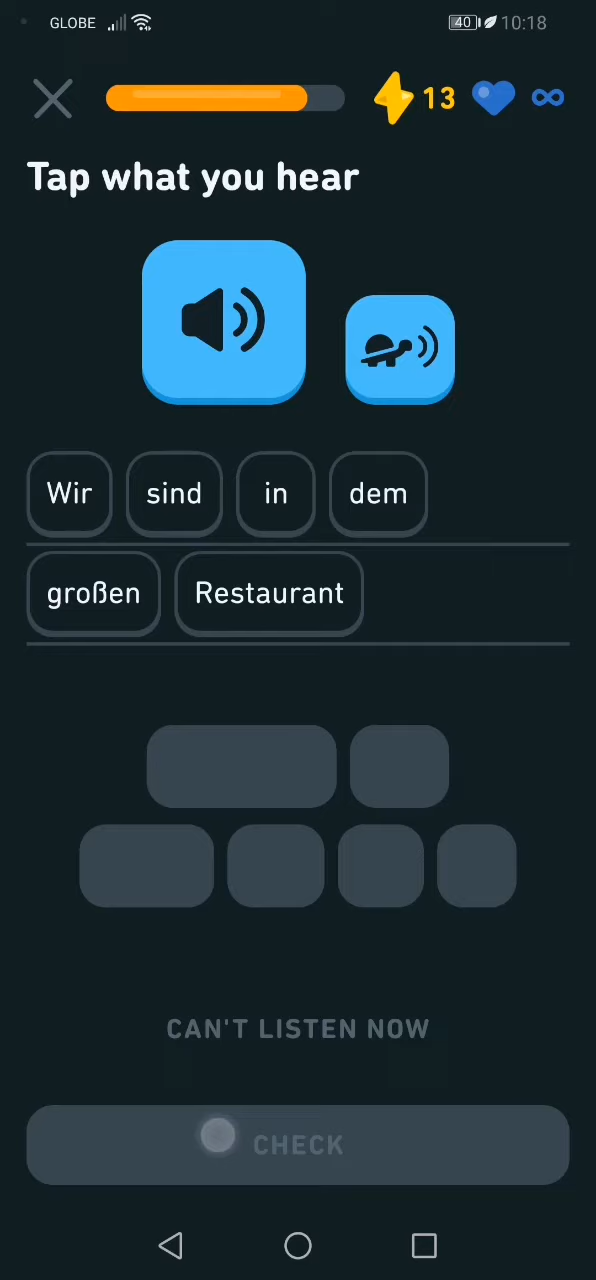 GLOBE 40 10:18
13
Tap what you hear
Wir sind in dem
großen Restaurant
CAN'T LISTEN NOW
CHECK